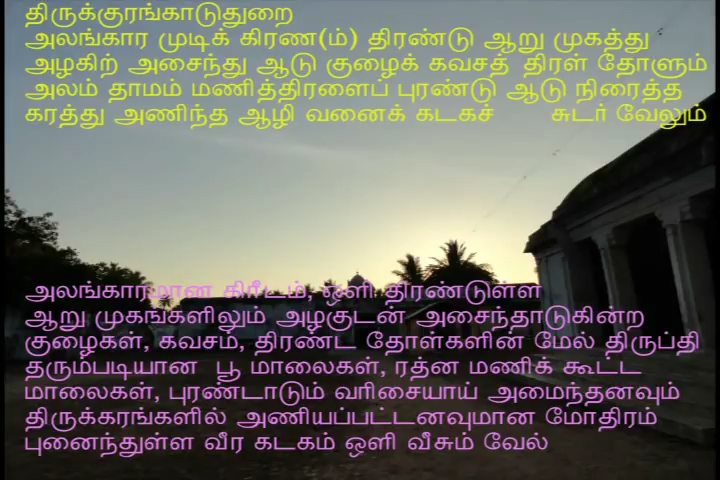 திருக்குரங்காடுதுறை
அலங்கார முடிக் கிரண(ம்) திரண்டு ஆறு முகத்து
அழகிற் அசைந்து ஆடு குழைக் கவசத் திரள் தோளும்
அலம் தாமம் மணித்திரளைப் புரண்டு ஆடு நிரைத்த
கரத்து அணிந்த ஆழி வனைக் கடகச் சுடர் வேலும்
அலங்காரமான கிரீடம், ஒளி திரண்டுள்ள
ஆறு முகங்களிலும் அழகுடன் அசைந்தாடுகின்ற
குழைகள், கவசம், திரண்ட தோள்களின் மேல் திருப்தி
தரும்படியான பூ மாலைகள், ரத்ன மணிக் கூட்ட
மாலைகள், புரண்டாடும் வரிசையாய் அமைந்தனவும்
திருக்கரங்களில் அணியப்பட்டனவுமான மோதிரம்
புனைந்துள்ள வீர கடகம் ஒளி வீசும் வேல்